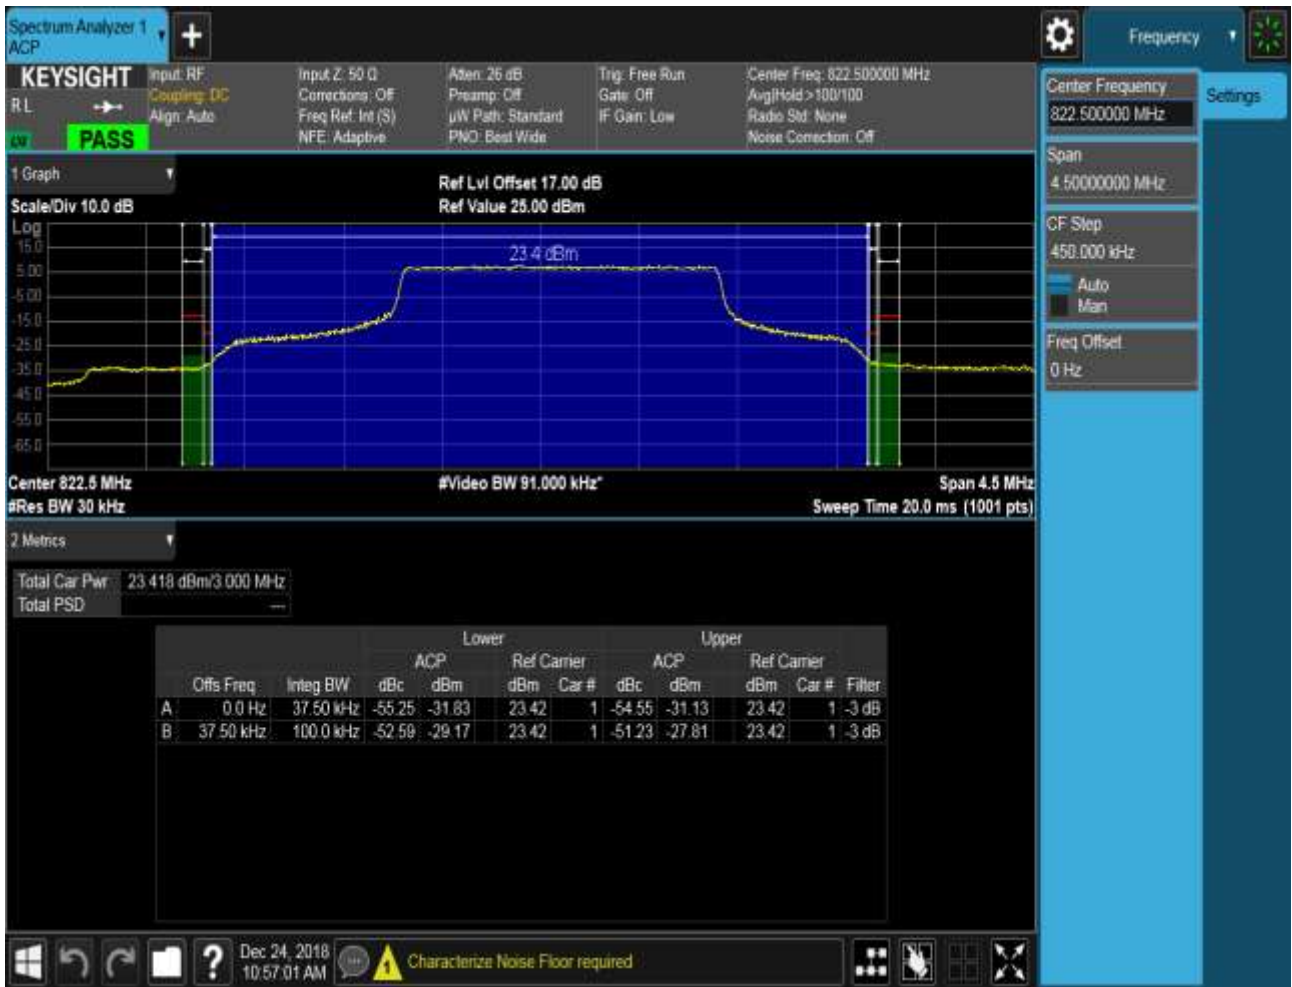 Spectrum Analyzer 1
ACP
Frequency
KEYSIGHT
R L
PASS
Input: RF
Coupling: DC
Align: Auto
Input Z: 50 Ω
Corrections: Off
Freq Ref: Int (S)
NFE: Adaptive
Atten: 26 dB
Preamp: Off
µW Path: Standard
PNO: Best Wide
Trig: Free Run
Gate: Off
IF Gain: Low
Center Freq: 822.500000 MHz
Avg|Hold >100/100
Radio Std: None
Noise Correction: Off
Center Frequency
822.500000 MHz
Settings
Span
4.50000000 MHz
CF Step
450.000 kHz
Auto
Man
Freq Offset
0 Hz
1 Graph
Scale/Div 10.0 dB
Ref Lvl Offset 17.00 dB
Ref Value 25.00 dBm
Log
15.0
5.00
-5.00
-15.0
-25.0
-35.0
-45.0
-55.0
-65.0
23.4 dBm
Center 822.5 MHz
#Video BW 91.000 kHz*
Span 4.5 MHz
#Res BW 30 kHz
Sweep Time 20.0 ms (1001 pts)
2 Metrics
Total Car Pwr 23.418 dBm/3.000 MHz
Total PSD ---
Lower Upper
ACP Ref Carrier ACP Ref Carrier
Offs Freq Integ BW dBc dBm dBm Car # dBc dBm dBm Car # Filter
A 0.0 Hz 37.50 kHz -55.25 -31.83 23.42 1 -54.55 -31.13 23.42 1 -3 dB
B 37.50 kHz 100.0 kHz -52.59 -29.17 23.42 1 -51.23 -27.81 23.42 1 -3 dB
?
Dec 24, 2018
10:57:01 AM
1
Characterize Noise Floor required